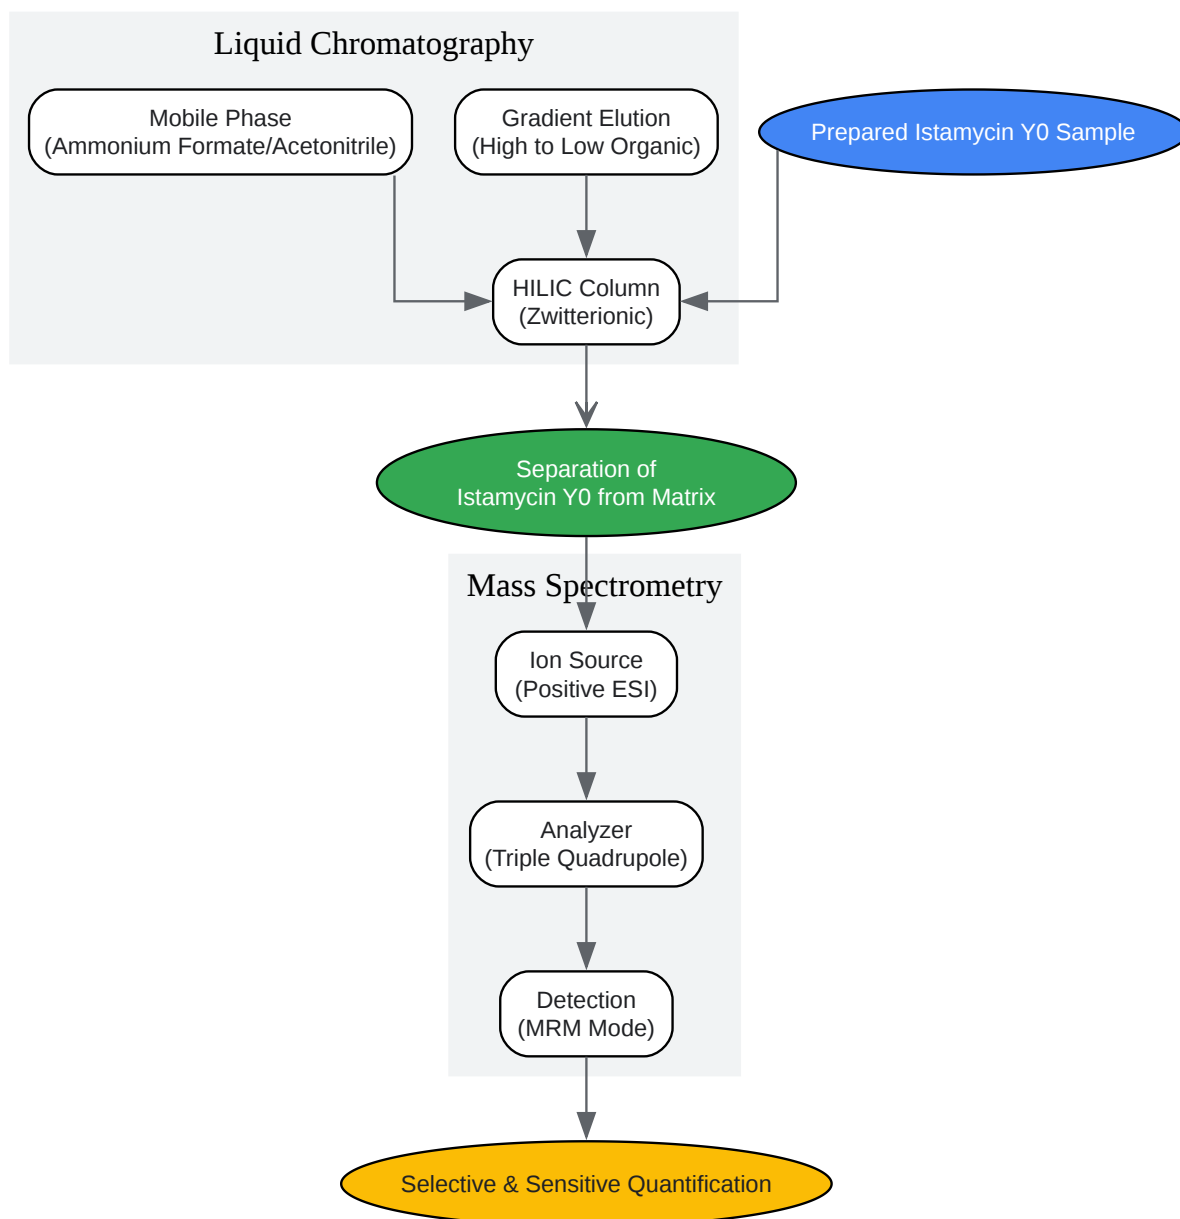 Liquid Chromatography
Mobile Phase
(Ammonium Formate/Acetonitrile)
Gradient Elution
(High to Low Organic)
Prepared Istamycin Y0 Sample
HILIC Column
(Zwitterionic)
Separation of
Istamycin Y0 from Matrix
Mass Spectrometry
Ion Source
(Positive ESI)
Analyzer
(Triple Quadrupole)
Detection
(MRM Mode)
Selective & Sensitive Quantification